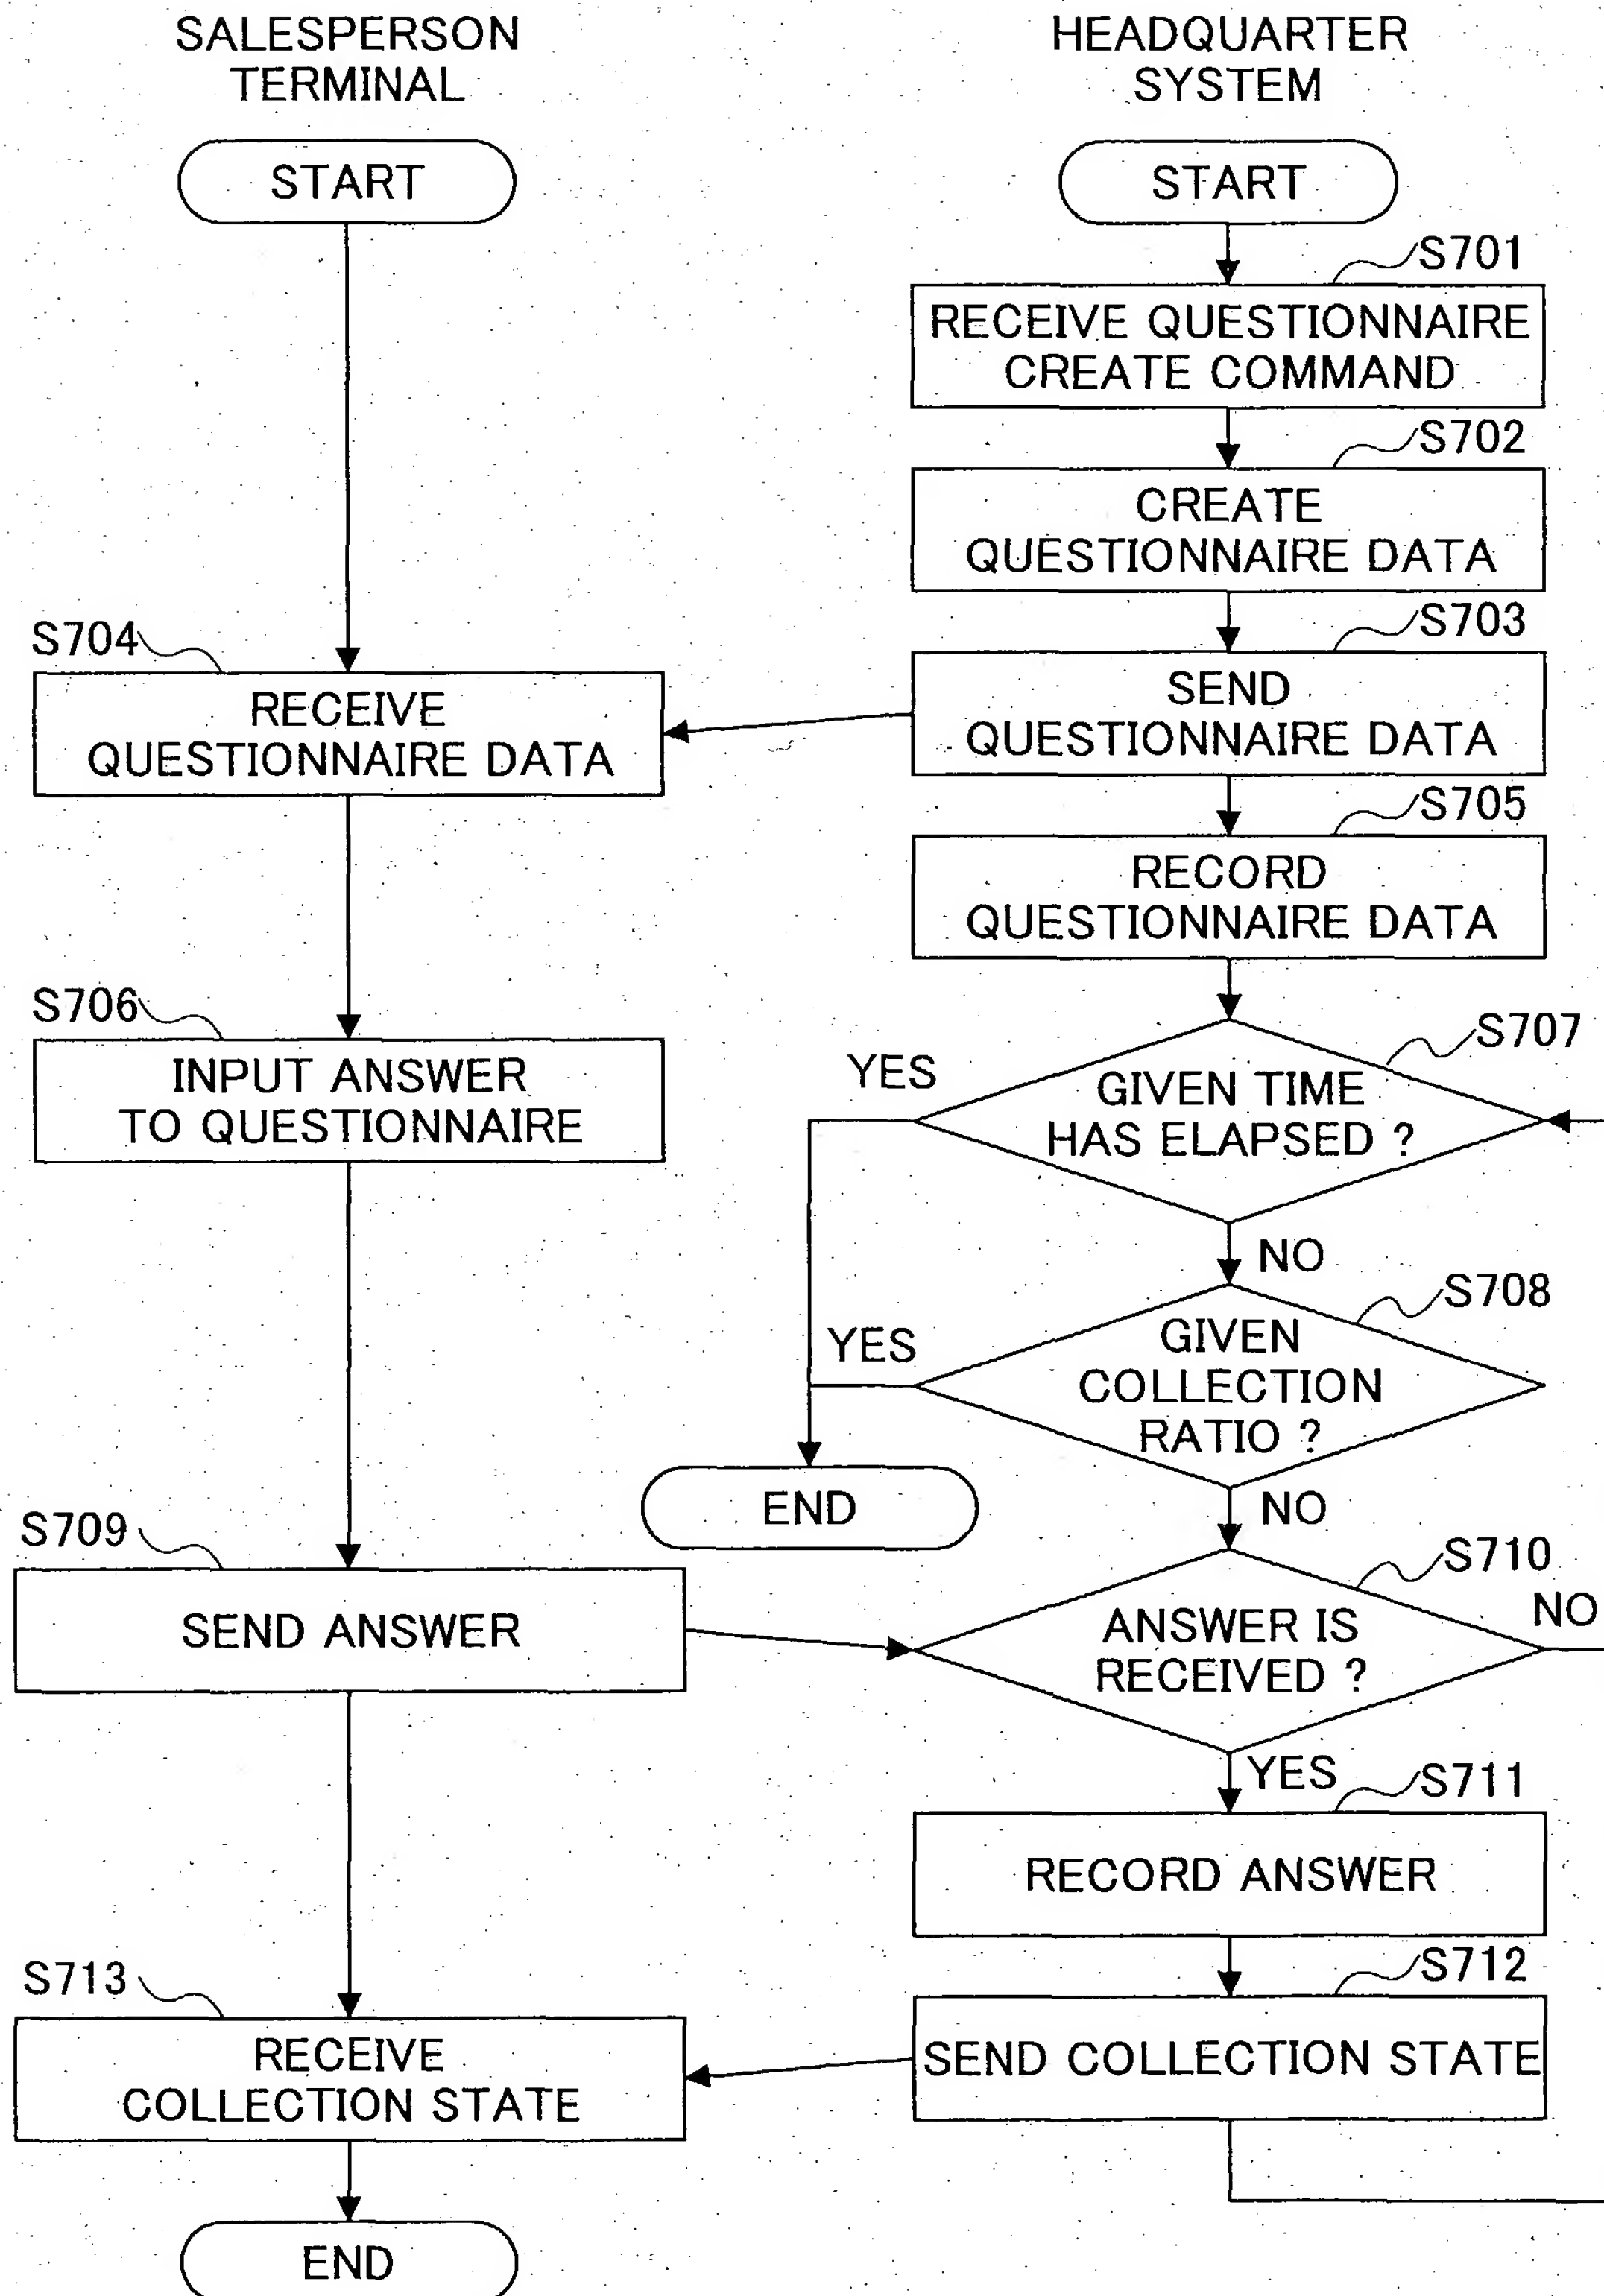 SALESPERSON
TERMINAL
HEADQUARTER
SYSTEM
START
START
S701
RECEIVE QUESTIONNAIRE
CREATE COMMAND
S702
CREATE
QUESTIONNAIRE DATA
S703
SEND
QUESTIONNAIRE DATA
S704
RECEIVE
QUESTIONNAIRE DATA
S705
RECORD
QUESTIONNAIRE DATA
S706
INPUT ANSWER
TO QUESTIONNAIRE
S707
GIVEN TIME
HAS ELAPSED ?
YES
NO
S708
GIVEN
COLLECTION
RATIO ?
YES
END
NO
S709
SEND ANSWER
S710
ANSWER IS
RECEIVED ?
NO
YES
S711
RECORD ANSWER
S712
SEND COLLECTION STATE
S713
RECEIVE
COLLECTION STATE
END